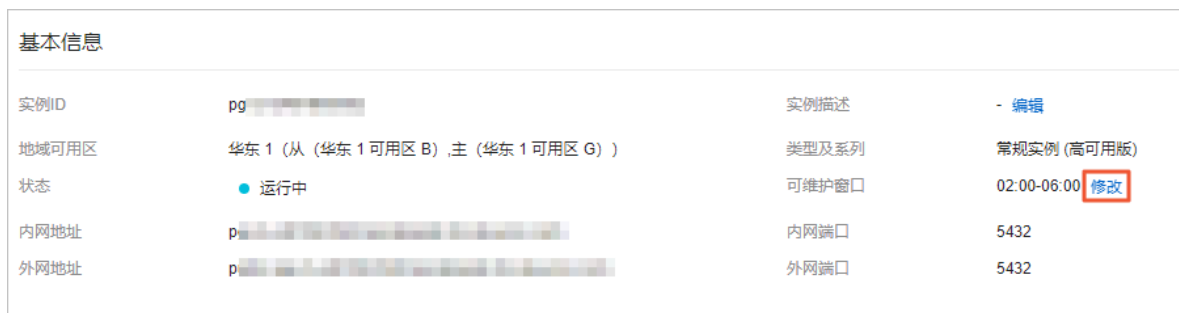 基本信息
实例ID pg 实例描述 - 编辑
地域可用区 华东 1（从（华东 1 可用区 B）,主（华东 1 可用区 G）） 类型及系列 常规实例 (高可用版)
状态 运行中 可维护窗口 02:00-06:00 修改
内网地址 内网端口 5432
外网地址 外网端口 5432